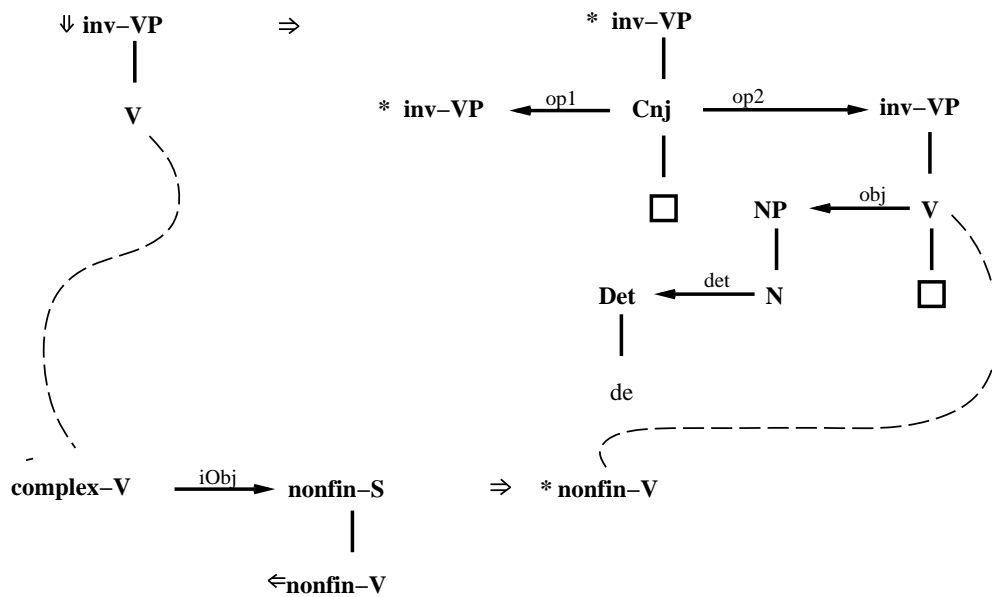 ⇓ inv–VP ⇒ * inv–VP
V * inv–VP op1 Cnj op2 inv–VP
NP obj V
Det det N
de
complex–V iObj nonfin–S ⇒ * nonfin–V
⇐nonfin–V